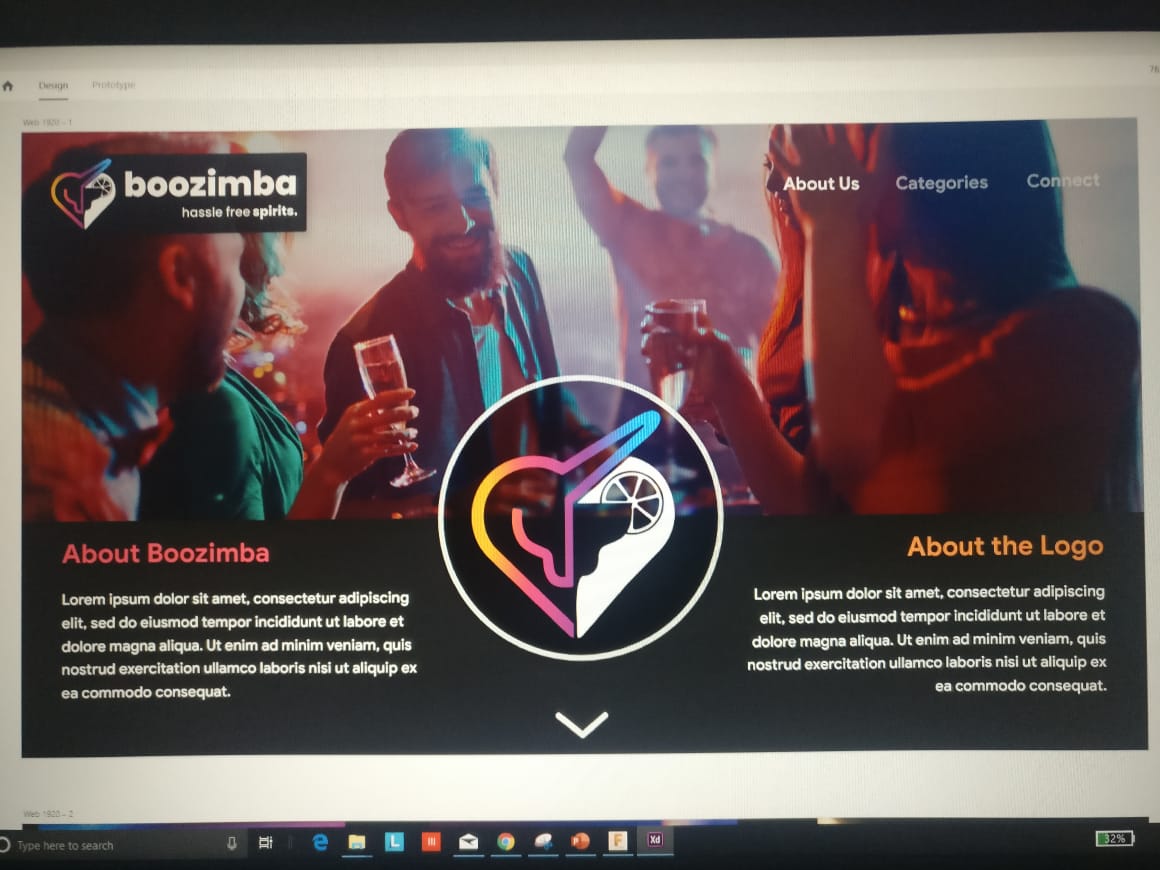 Design Prototype
76
Web 1920 – 1
boozimba
hassle free spirits.
About Us Categories Connect
About Boozimba
Lorem ipsum dolor sit amet, consectetur adipiscing
elit, sed do eiusmod tempor incididunt ut labore et
dolore magna aliqua. Ut enim ad minim veniam, quis
nostrud exercitation ullamco laboris nisi ut aliquip ex
ea commodo consequat.
About the Logo
Lorem ipsum dolor sit amet, consectetur adipiscing
elit, sed do eiusmod tempor incididunt ut labore et
dolore magna aliqua. Ut enim ad minim veniam, quis
nostrud exercitation ullamco laboris nisi ut aliquip ex
ea commodo consequat.
Web 1920 – 2
Type here to search
L
F
Xd
32%